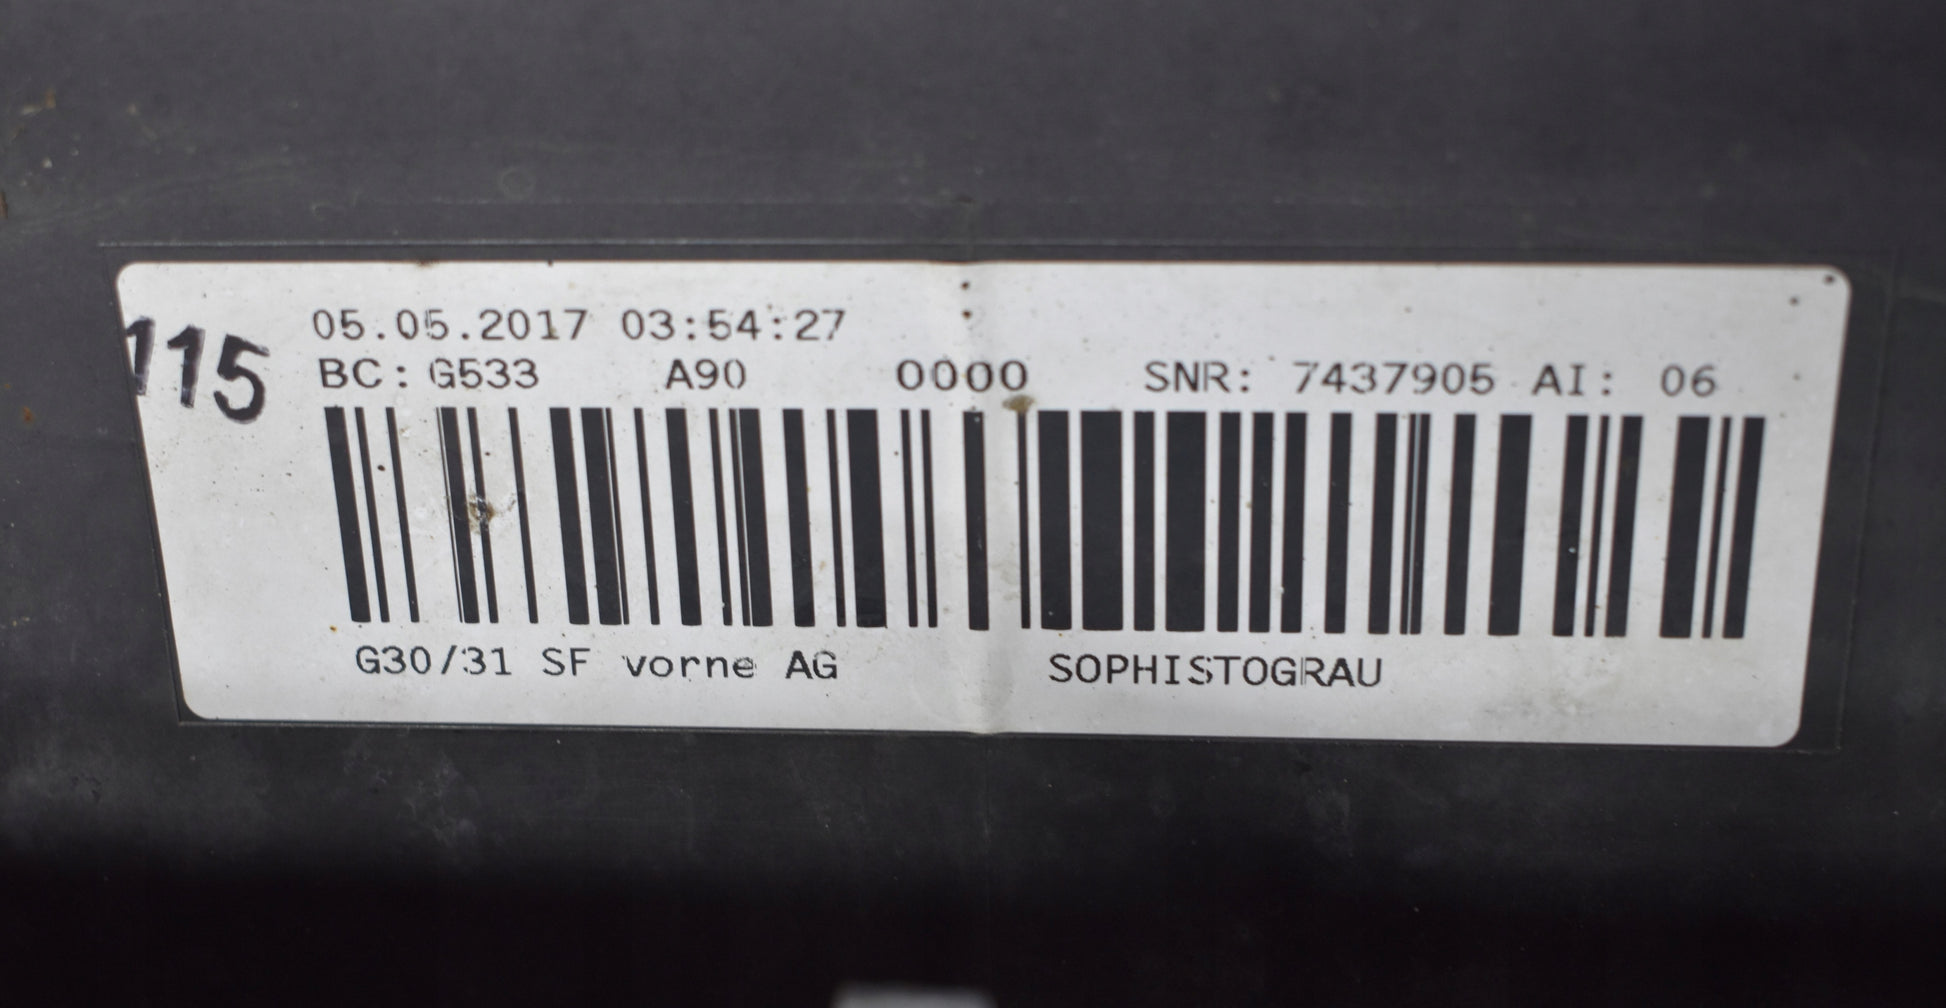 115
05.05.2017 03:54:27
BC: G533 A90 0000 SNR: 7437905 AI: 06
G30/31 SF vorne AG SOPHISTOGRAU